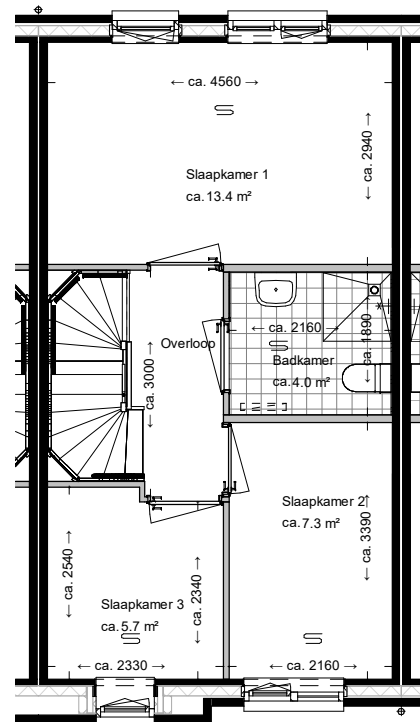 ← ca. 4560 →
← ca. 2940 →
Slaapkamer 1
ca. 13.4 m²
Overloop
← ca. 2160 →
← ca. 1890 →
Badkamer
ca. 4.0 m²
← ca. 3000 →
Slaapkamer 2
ca. 7.3 m²
← ca. 3390 →
← ca. 2540 →
← ca. 2340 →
Slaapkamer 3
ca. 5.7 m²
← ca. 2330 →
← ca. 2160 →